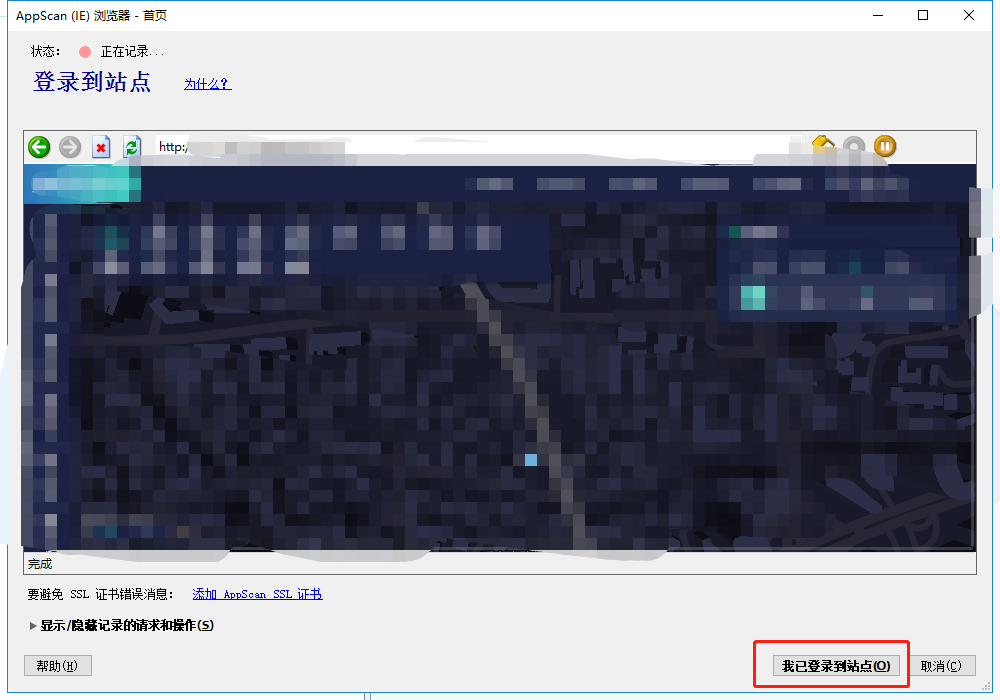 AppScan (IE) 浏览器 - 首页
状态： 正在记录...
登录到站点 为什么?
http:/
完成
要避免 SSL 证书错误消息： 添加 AppScan SSL 证书
显示/隐藏记录的请求和操作(S)
帮助(H) 我已登录到站点(O) 取消(C)